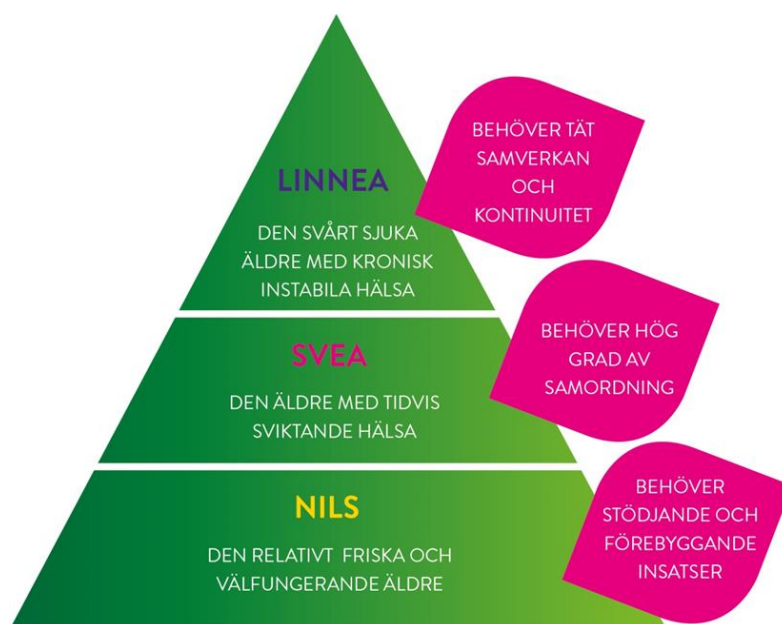 LINNEA
DEN SVÅRT SJUKA
ÄLDRE MED KRONISK
INSTABILA HÄLSA
BEHÖVER TÄT
SAMVERKAN
OCH
KONTINUITET
SVEA
DEN ÄLDRE MED TIDVIS
SVIKTANDE HÄLSA
BEHÖVER HÖG
GRAD AV
SAMORDNING
NILS
DEN RELATIVT FRISKA OCH
VÄLFUNGERANDE ÄLDRE
BEHÖVER
STÖDJANDE OCH
FÖREBYGGANDE
INSATSER